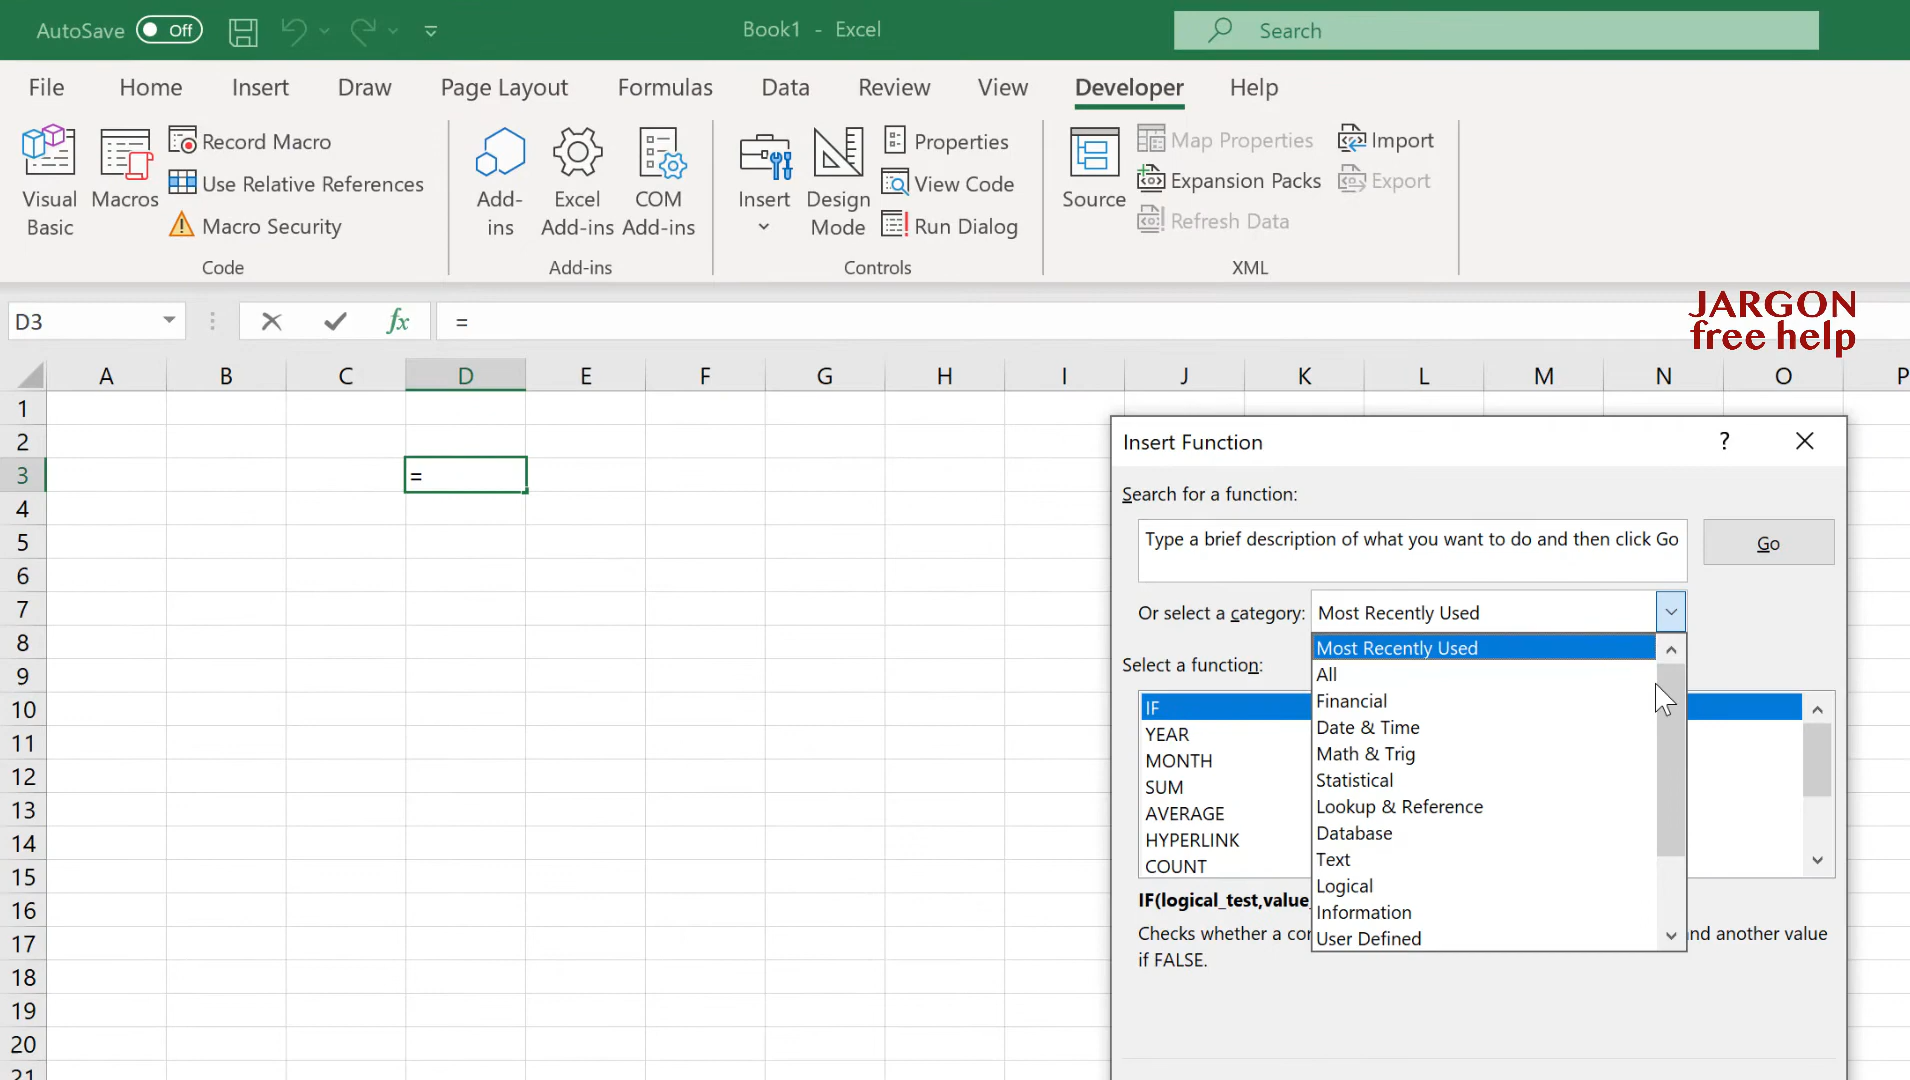 AutoSave Off
Book1 - Excel
Search
File Home Insert Draw Page Layout Formulas Data Review View Developer Help
Visual Basic
Macros
Record Macro
Use Relative References
Macro Security
Code
Add-ins
Excel Add-ins
COM Add-ins
Add-ins
Insert
Design Mode
Properties
View Code
Run Dialog
Controls
Source
Map Properties
Expansion Packs
Refresh Data
Import
Export
XML
JARGON
free help
D3
fx
=
A B C D E F G H I J K L M N O P
1
2
3 =
4
5
6
7
8
9
10
11
12
13
14
15
16
17
18
19
20
21
Insert Function ?
Search for a function:
Type a brief description of what you want to do and then click Go
Go
Or select a category: Most Recently Used
Most Recently Used
All
Financial
Date & Time
Math & Trig
Statistical
Lookup & Reference
Database
Text
Logical
Information
User Defined
Select a function:
IF
YEAR
MONTH
SUM
AVERAGE
HYPERLINK
COUNT
IF(logical_test,value_
Checks whether a nd another value
if FALSE.